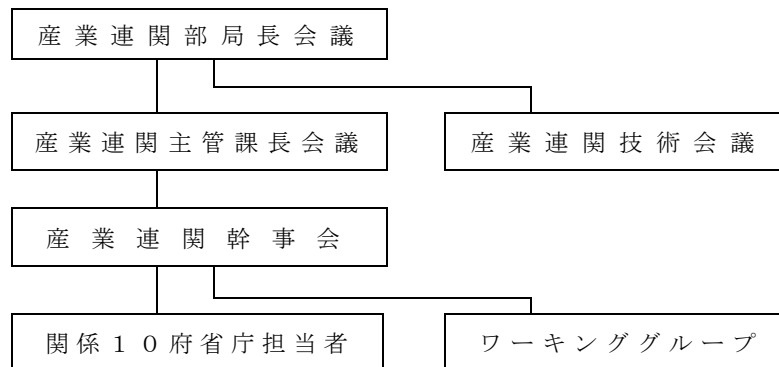 産業連関部局長会議
産業連関主管課長会議
産業連関技術会議
産業連関幹事会
関係１０府省庁担当者
ワーキンググループ